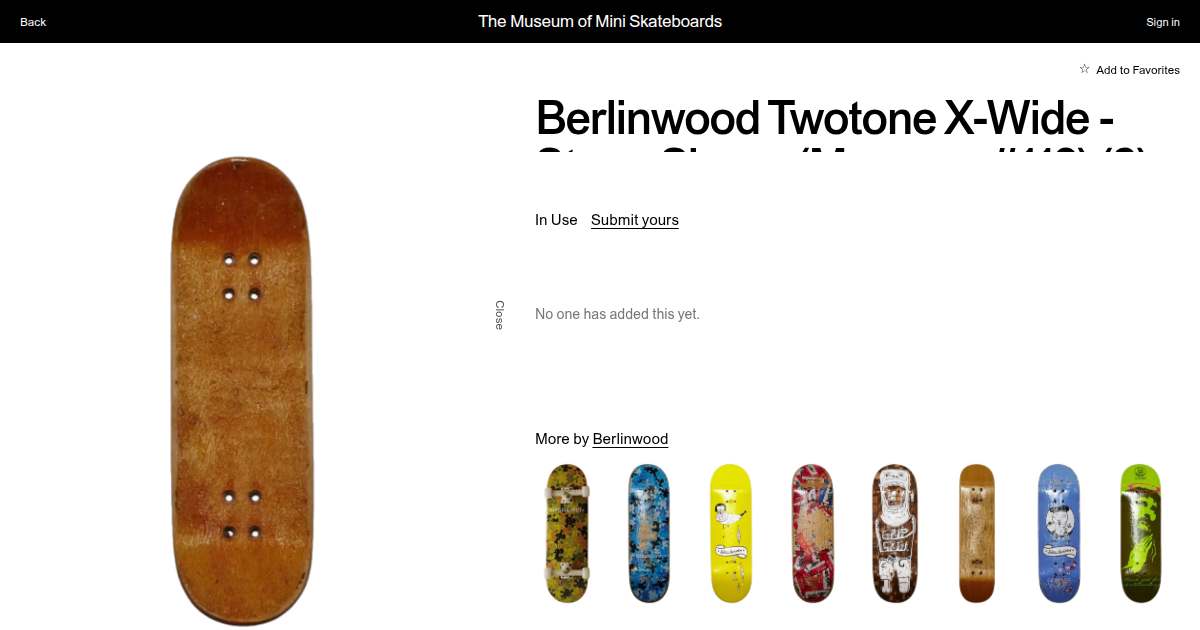 Back
The Museum of Mini Skateboards
Sign in
☆ Add to Favorites
Berlinwood Twotone X-Wide -
In Use Submit yours
Close
No one has added this yet.
More by Berlinwood